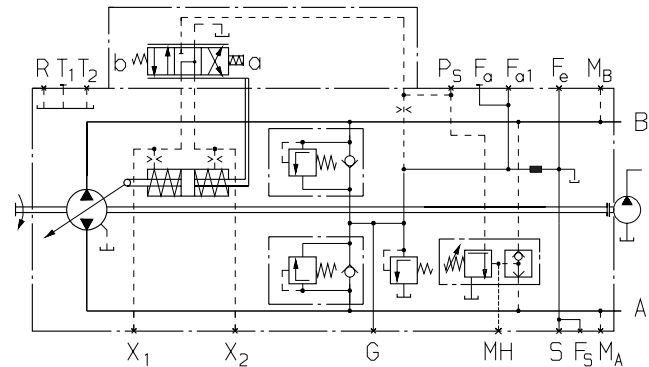 b a
R T1 T2 PS Fa Fa1 Fe MB
B
A
X1 X2 G MH S FS MA